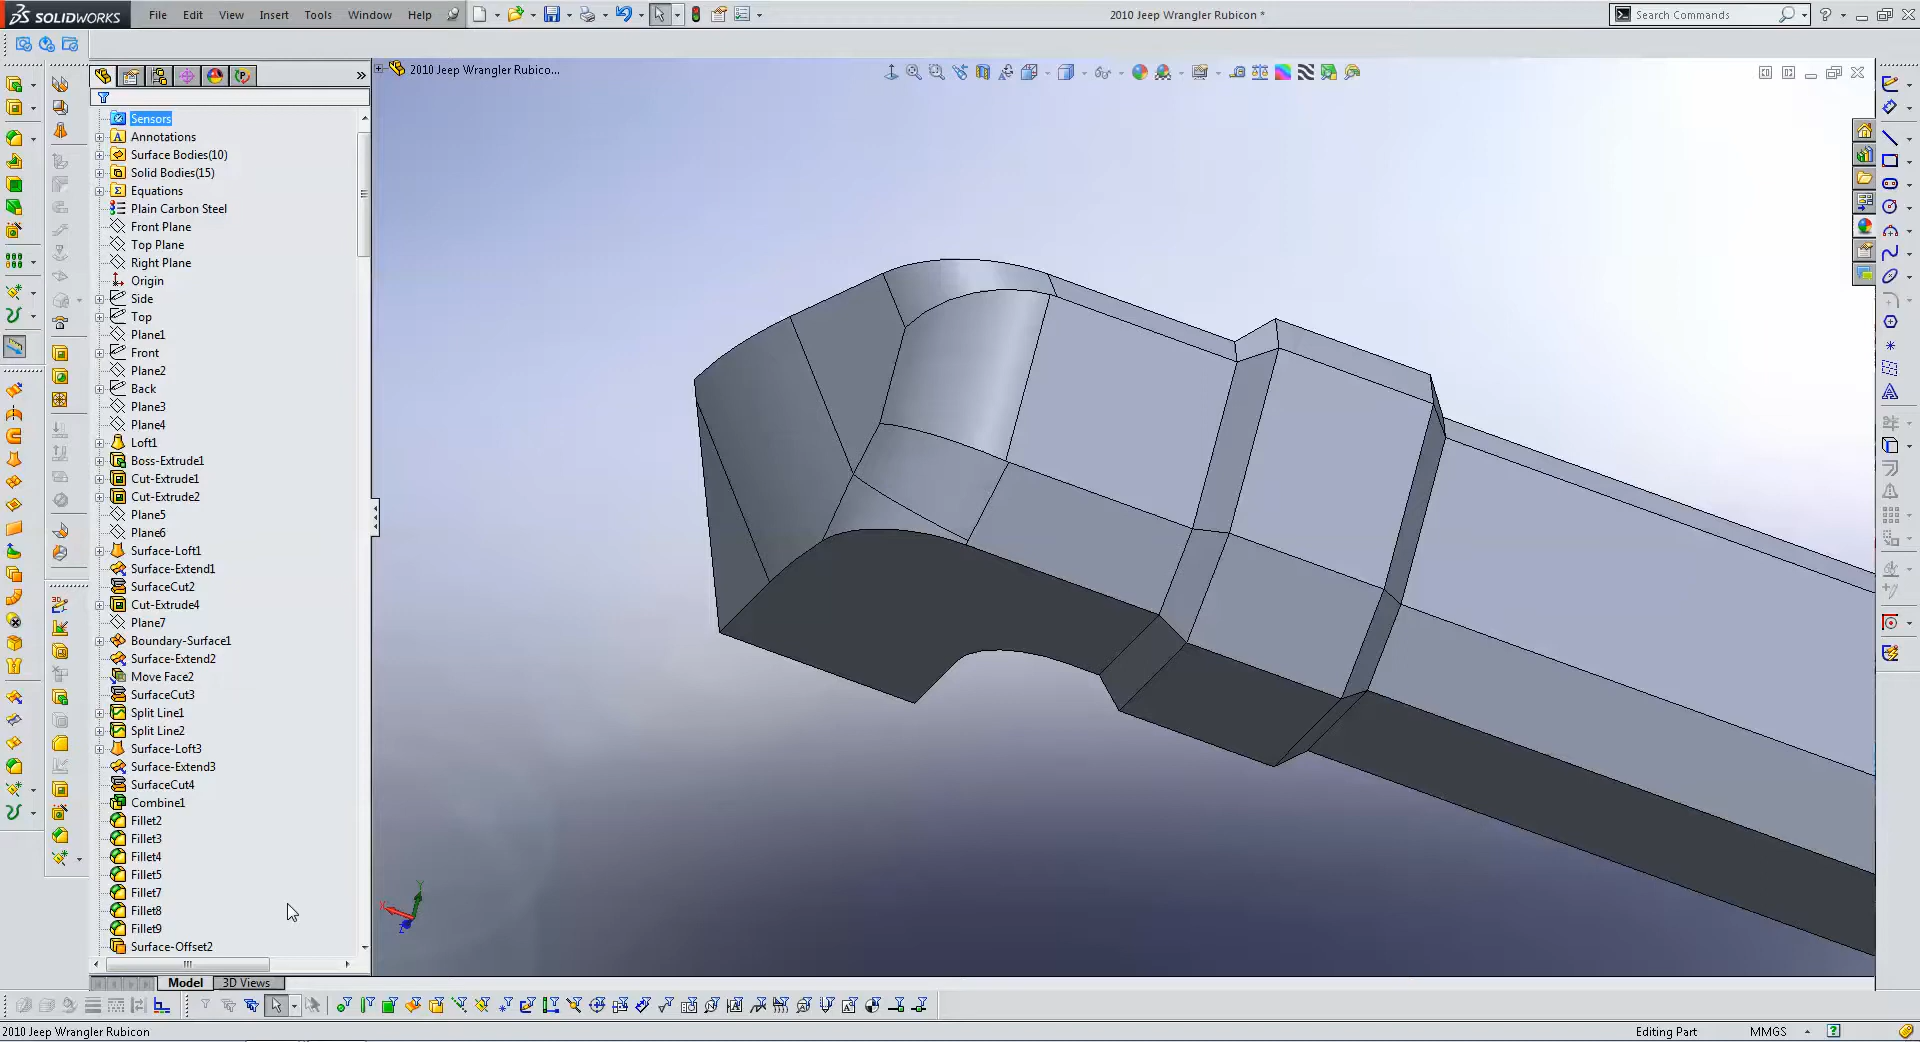 SOLIDWORKS File Edit View Insert Tools Window Help 2010 Jeep Wrangler Rubicon * Search Commands
2010 Jeep Wrangler Rubico...
Sensors
Annotations
Surface Bodies(10)
Solid Bodies(15)
Equations
Plain Carbon Steel
Front Plane
Top Plane
Right Plane
Origin
Side
Top
Plane1
Front
Plane2
Back
Plane3
Plane4
Loft1
Boss-Extrude1
Cut-Extrude1
Cut-Extrude2
Plane5
Plane6
Surface-Loft1
Surface-Extend1
SurfaceCut2
Cut-Extrude4
Plane7
Boundary-Surface1
Surface-Extend2
Move Face2
SurfaceCut3
Split Line1
Split Line2
Surface-Loft3
Surface-Extend3
SurfaceCut4
Combine1
Fillet2
Fillet3
Fillet4
Fillet5
Fillet7
Fillet8
Fillet9
Surface-Offset2
Y
X
Z
Model 3D Views
2010 Jeep Wrangler Rubicon Editing Part MMGS